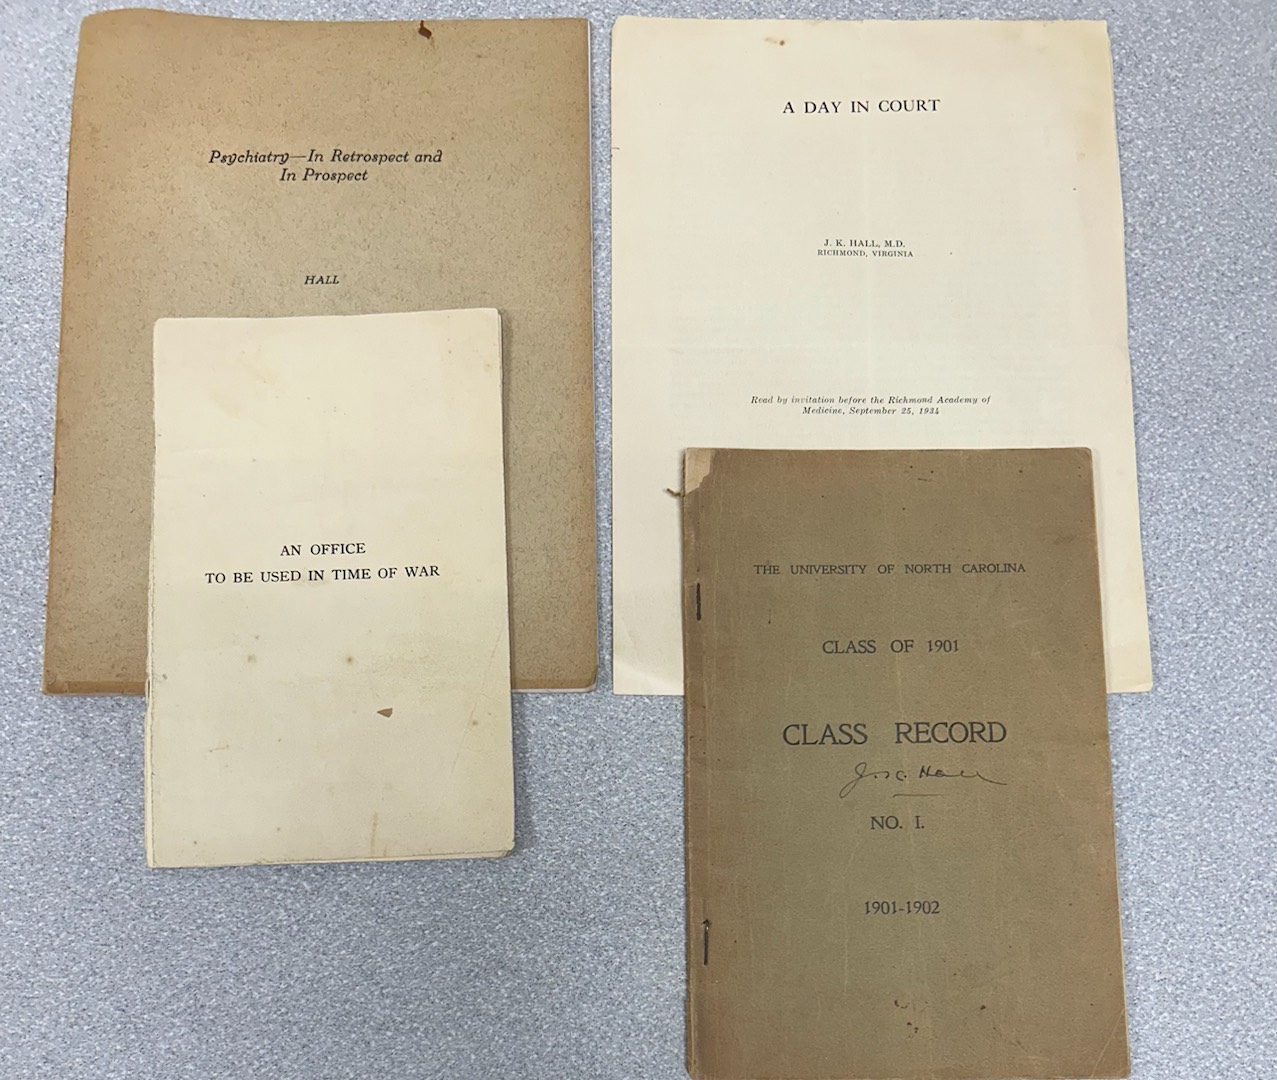 Psychiatry—In Retrospect and
In Prospect
HALL
A DAY IN COURT
J. K. HALL, M.D.
RICHMOND, VIRGINIA
Read by invitation before the Richmond Academy of
Medicine, September 25, 1934
AN OFFICE
TO BE USED IN TIME OF WAR
THE UNIVERSITY OF NORTH CAROLINA
CLASS OF 1901
CLASS RECORD
J. K. Hall
NO. I.
1901-1902